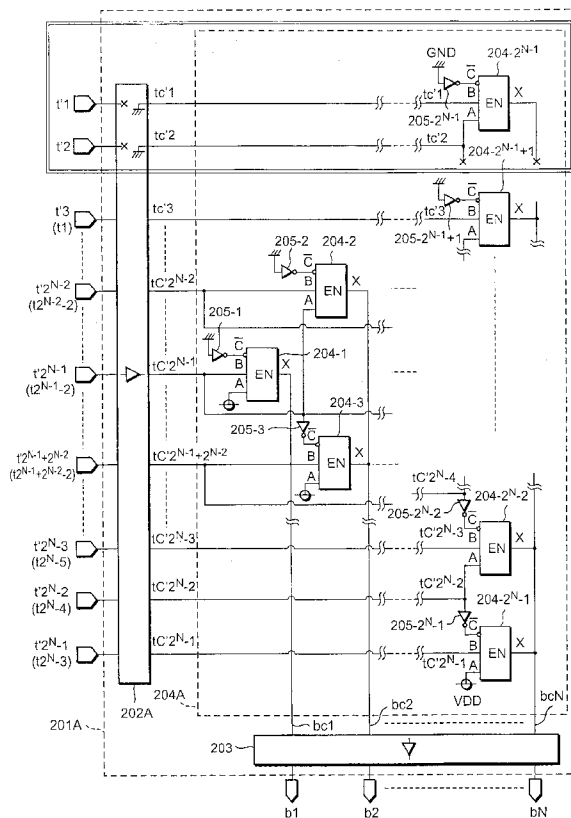 GND
204-2^N-1
C̅
t'1
tc'1
tc'1
B
EN
X
205-2^N-1
A
t'2
tc'2
tc'2
204-2^N-1+1
C̅
t'3
(t1)
tc'3
tc'3
B
EN
X
A
205-2^N-1+1
205-2
204-2
C̅
t'2^N-2
(t2^N-2-2)
tC'2^N-2
B
EN
X
A
205-1
204-1
C̅
t'2^N-1
(t2^N-1-2)
tC'2^N-1
B
EN
X
A
204-3
205-3
C̅
t'2^N-1+2^N-2
(t'2^N-1+2^N-2-2)
tC'2^N-1+2^N-2
B
EN
X
A
tC'2^N-4
205-2^N-2
204-2^N-2
C̅
t'2^N-3
(t2^N-5)
tC'2^N-3
tC'2^N-3
B
EN
X
A
t'2^N-2
(t2^N-4)
tC'2^N-2
tC'2^N-2
204-2^N-1
205-2^N-1
C̅
t'2^N-1
(t2^N-3)
tC'2^N-1
B
EN
X
tC'2^N-1
A
VDD
201A
202A
204A
bc1
bc2
bcN
203
b1
b2
bN